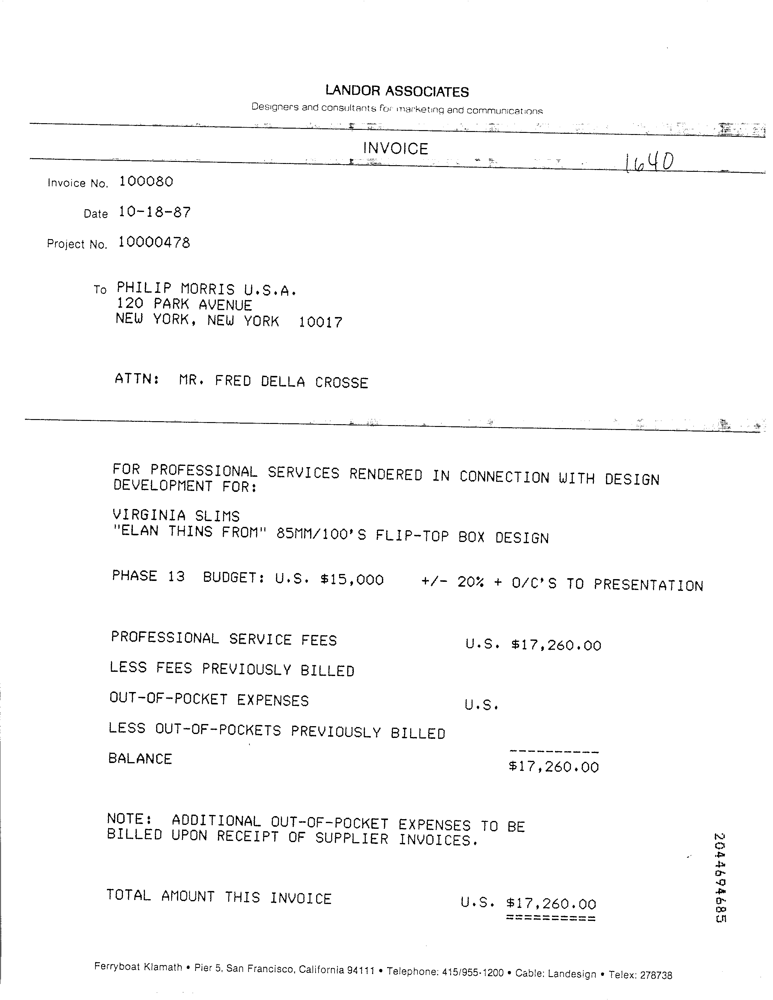 LANDOR ASSOCIATES
Designers and consultants for marketing and communications
INVOICE
1640
Invoice No. 100080
Date 10-18-87
Project No. 10000478
To PHILIP MORRIS U.S.A.
120 PARK AVENUE
NEW YORK, NEW YORK 10017
ATTN: MR. FRED DELLA CROSSE
FOR PROFESSIONAL SERVICES RENDERED IN CONNECTION WITH DESIGN
DEVELOPMENT FOR:
VIRGINIA SLIMS
"ELAN THINS FROM" 85MM/100'S FLIP-TOP BOX DESIGN
PHASE 13 BUDGET: U.S. $15,000 +/- 20% + O/C'S TO PRESENTATION
PROFESSIONAL SERVICE FEES U.S. $17,260.00
LESS FEES PREVIOUSLY BILLED
OUT-OF-POCKET EXPENSES U.S.
LESS OUT-OF-POCKETS PREVIOUSLY BILLED
----------
BALANCE $17,260.00
NOTE: ADDITIONAL OUT-OF-POCKET EXPENSES TO BE
BILLED UPON RECEIPT OF SUPPLIER INVOICES.
TOTAL AMOUNT THIS INVOICE U.S. $17,260.00
==========
2044694685
Ferryboat Klamath • Pier 5, San Francisco, California 94111 • Telephone: 415/955-1200 • Cable: Landesign • Telex: 278738